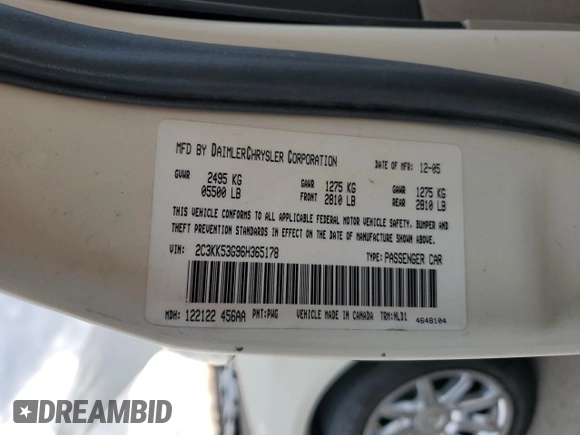 MFD BY DAIMLERCHRYSLER CORPORATION DATE OF MFR: 12-05
GVWR 2495 KG GAWR 1275 KG GAWR 1275 KG
05500 LB FRONT 2810 LB REAR 2810 LB
THIS VEHICLE CONFORMS TO ALL APPLICABLE FEDERAL MOTOR VEHICLE SAFETY, BUMPER AND
THEFT PREVENTION STANDARDS IN EFFECT ON THE DATE OF MANUFACTURE SHOWN ABOVE.
VIN: 2C3KK53G96H365178 TYPE: PASSENGER CAR
MDH: 122122 456AA PNT: PWG VEHICLE MADE IN CANADA TRM: NLD1
4648104
DREAMBID